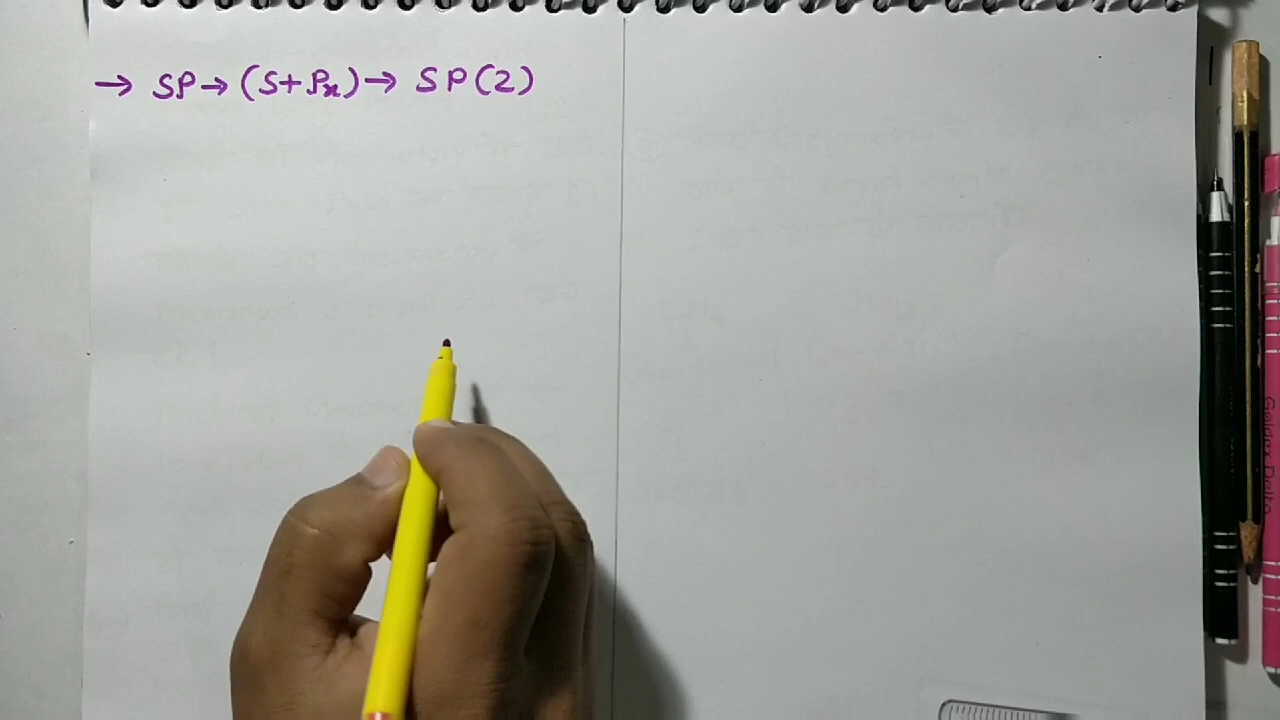 → SP → (S+Px) → SP(2)